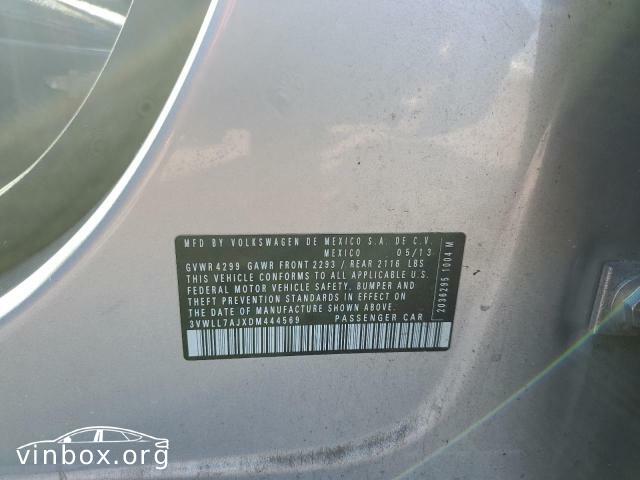 MFD BY VOLKSWAGEN DE MEXICO S.A. DE C.V.
MEXICO 05/13
GVWR 4299 GAWR FRONT 2293 / REAR 2116 LBS
THIS VEHICLE CONFORMS TO ALL APPLICABLE U.S.
FEDERAL MOTOR VEHICLE SAFETY, BUMPER AND
THEFT PREVENTION STANDARDS IN EFFECT ON
THE DATE OF MANUFACTURE SHOWN ABOVE.
3VWLL7AJXDM444569 PASSENGER CAR
2036295 1004 M
vinbox.org